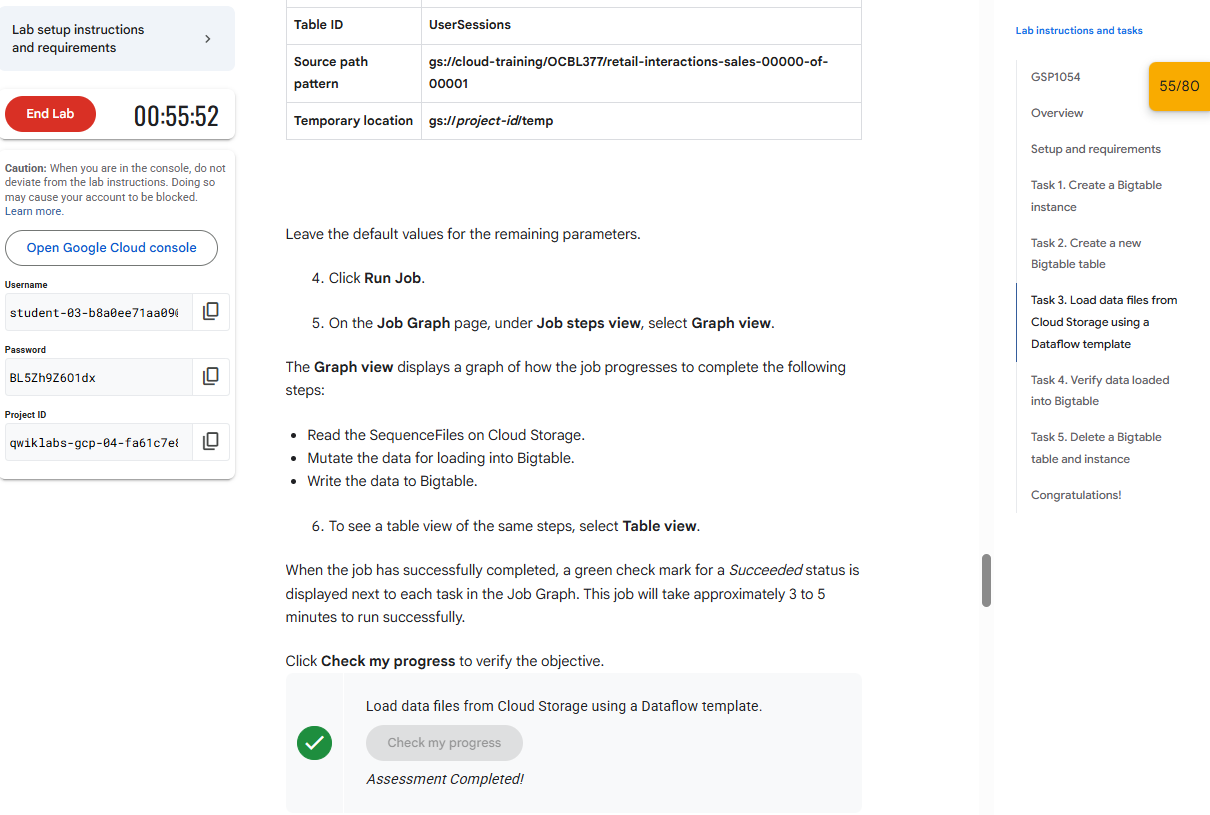 Lab setup instructions
and requirements
End Lab
00:55:52
Caution: When you are in the console, do not
deviate from the lab instructions. Doing so
may cause your account to be blocked.
Learn more.
Open Google Cloud console
Username
student-03-b8a0ee71aa090
Password
BL5Zh9Z6O1dx
Project ID
qwiklabs-gcp-04-fa61c7e8
Table ID UserSessions
Source path
pattern
gs://cloud-training/OCBL377/retail-interactions-sales-00000-of-
00001
Temporary location gs://project-id/temp
Leave the default values for the remaining parameters.
4. Click Run Job.
5. On the Job Graph page, under Job steps view, select Graph view.
The Graph view displays a graph of how the job progresses to complete the following
steps:
• Read the SequenceFiles on Cloud Storage.
• Mutate the data for loading into Bigtable.
• Write the data to Bigtable.
6. To see a table view of the same steps, select Table view.
When the job has successfully completed, a green check mark for a Succeeded status is
displayed next to each task in the Job Graph. This job will take approximately 3 to 5
minutes to run successfully.
Click Check my progress to verify the objective.
Load data files from Cloud Storage using a Dataflow template.
Check my progress
Assessment Completed!
Lab instructions and tasks
55/80
GSP1054
Overview
Setup and requirements
Task 1. Create a Bigtable
instance
Task 2. Create a new
Bigtable table
Task 3. Load data files from
Cloud Storage using a
Dataflow template
Task 4. Verify data loaded
into Bigtable
Task 5. Delete a Bigtable
table and instance
Congratulations!